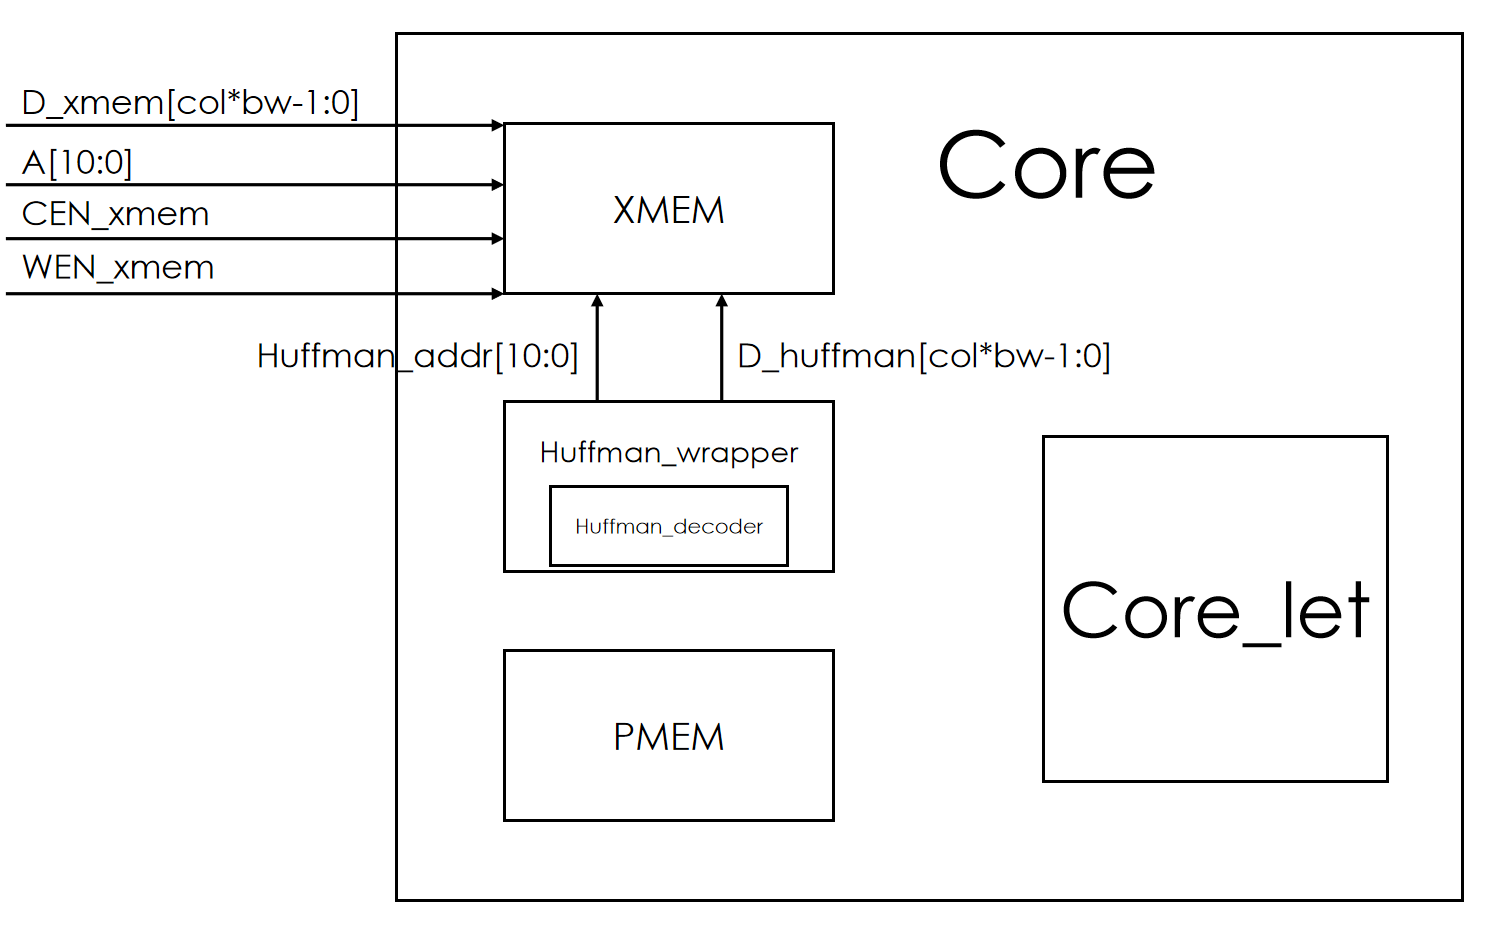 D_xmem[col*bw-1:0]
A[10:0]
CEN_xmem
WEN_xmem
XMEM
Core
Huffman_addr[10:0]
D_huffman[col*bw-1:0]
Huffman_wrapper
Huffman_decoder
Core_let
PMEM